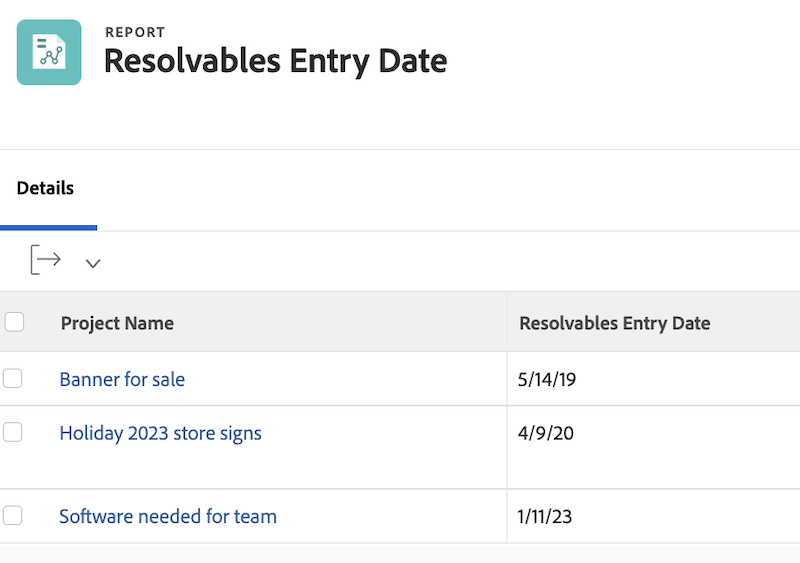 REPORT
Resolvables Entry Date
Details
Project Name Resolvables Entry Date
Banner for sale 5/14/19
Holiday 2023 store signs 4/9/20
Software needed for team 1/11/23